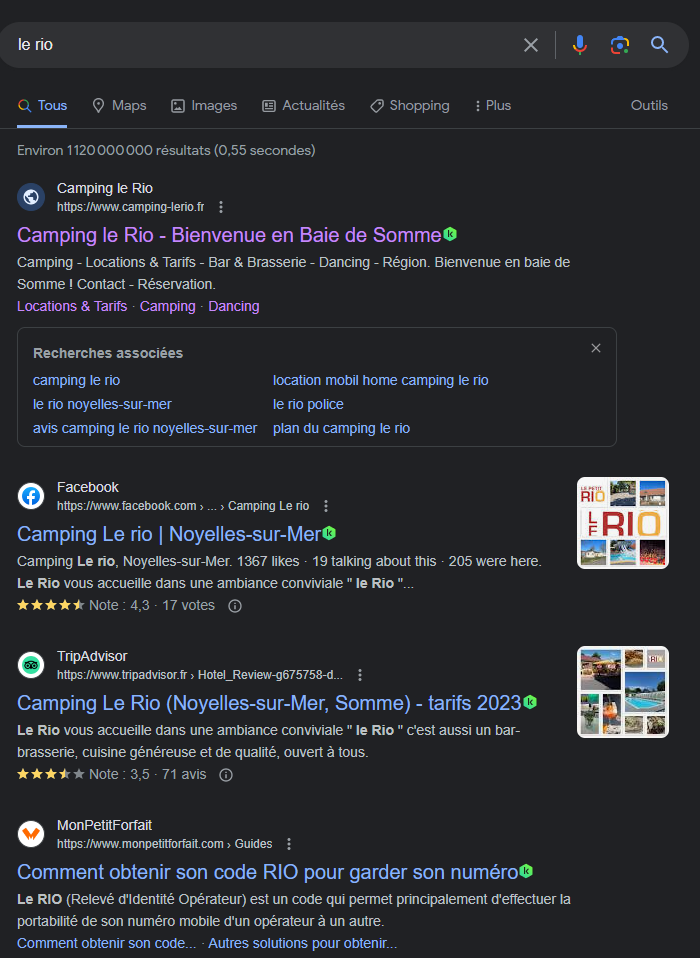 le rio
Tous Maps Images Actualités Shopping Plus Outils
Environ 1 120 000 000 résultats (0,55 secondes)
Camping le Rio
https://www.camping-lerio.fr
Camping le Rio - Bienvenue en Baie de Somme
Camping - Locations & Tarifs - Bar & Brasserie - Dancing - Région. Bienvenue en baie de
Somme ! Contact - Réservation.
Locations & Tarifs · Camping · Dancing
Recherches associées
camping le rio location mobil home camping le rio
le rio noyelles-sur-mer le rio police
avis camping le rio noyelles-sur-mer plan du camping le rio
Facebook
https://www.facebook.com › ... › Camping Le rio
Camping Le rio | Noyelles-sur-Mer
Camping Le rio, Noyelles-sur-Mer. 1367 likes · 19 talking about this · 205 were here.
Le Rio vous accueille dans une ambiance conviviale " le Rio "...
Note : 4,3 · 17 votes
LE PETIT
RIO
LE RIO
TripAdvisor
https://www.tripadvisor.fr › Hotel_Review-g675758-d...
Camping Le Rio (Noyelles-sur-Mer, Somme) - tarifs 2023
Le Rio vous accueille dans une ambiance conviviale " le Rio " c'est aussi un bar-
brasserie, cuisine généreuse et de qualité, ouvert à tous.
Note : 3,5 · 71 avis
MonPetitForfait
https://www.monpetitforfait.com › Guides
Comment obtenir son code RIO pour garder son numéro
Le RIO (Relevé d'Identité Opérateur) est un code qui permet principalement d'effectuer la
portabilité de son numéro mobile d'un opérateur à un autre.
Comment obtenir son code... · Autres solutions pour obtenir...